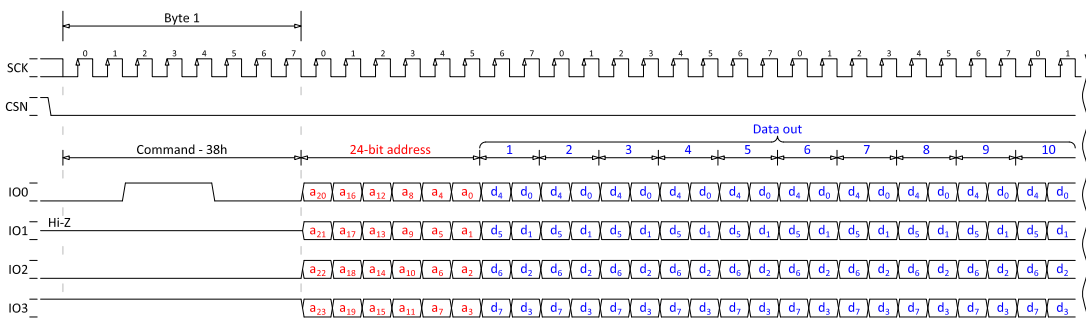 Byte 1
0 1 2 3 4 5 6 7 0 1 2 3 4 5 6 7 0 1 2 3 4 5 6 7 0 1 2 3 4 5 6 7 0 1
SCK
CSN
Data out
Command - 38h 24-bit address 1 2 3 4 5 6 7 8 9 10
IO0 a20 a16 a12 a8 a4 a0 d4 d0 d4 d0 d4 d0 d4 d0 d4 d0 d4 d0 d4 d0 d4 d0 d4 d0 d4 d0
IO1 Hi-Z a21 a17 a13 a9 a5 a1 d5 d1 d5 d1 d5 d1 d5 d1 d5 d1 d5 d1 d5 d1 d5 d1 d5 d1 d5 d1
IO2 a22 a18 a14 a10 a6 a2 d6 d2 d6 d2 d6 d2 d6 d2 d6 d2 d6 d2 d6 d2 d6 d2 d6 d2 d6 d2
IO3 a23 a19 a15 a11 a7 a3 d7 d3 d7 d3 d7 d3 d7 d3 d7 d3 d7 d3 d7 d3 d7 d3 d7 d3 d7 d3